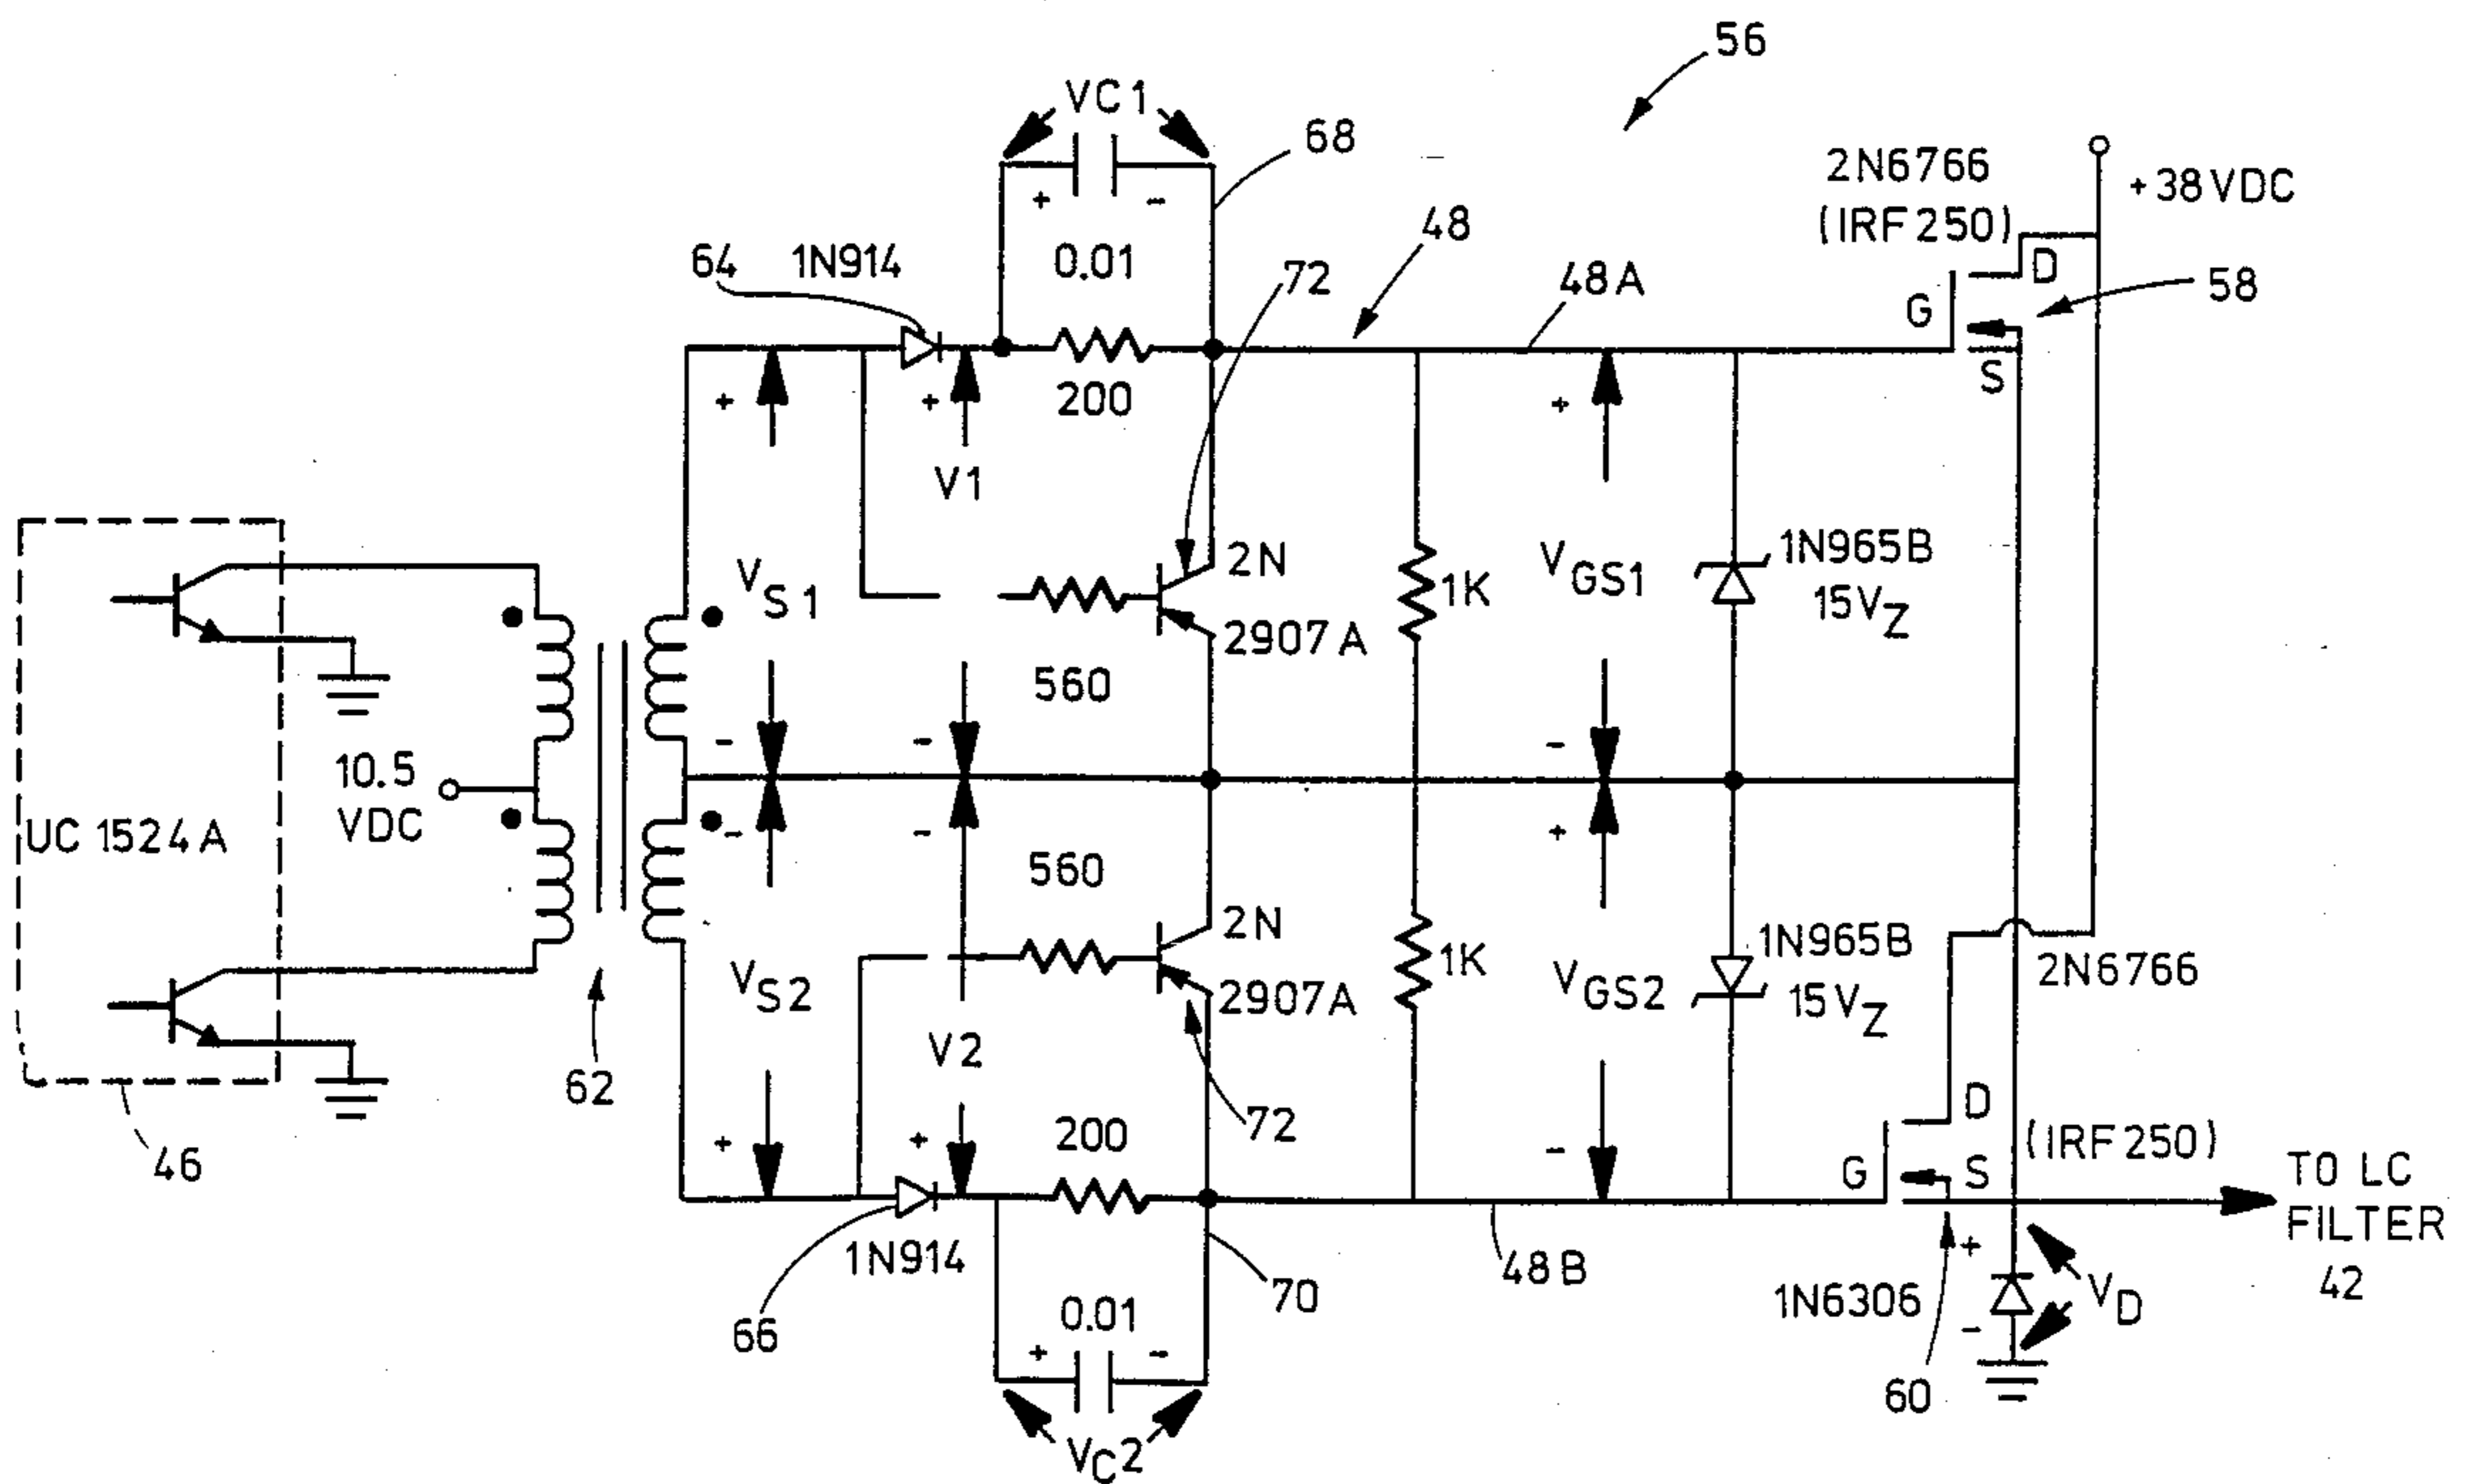 56
VC1
68
+ -
2N6766
(IRF250)
+38VDC
64
1N914
0.01
48
72
48A
D
58
G
S
200
+
+
+
V1
VS1
2N
2907A
560
1K
VGS1
1N965B
15VZ
10.5
VDC
UC 1524A
-
-
-
-
-
+
560
2N
2907A
1K
VS2
VGS2
1N965B
15VZ
2N6766
V2
62
72
200
+
+
-
D
G
S
(IRF250)
TO LC
FILTER
42
46
1N914
66
0.01
70
48B
+
1N6306
-
VD
60
+ -
VC2